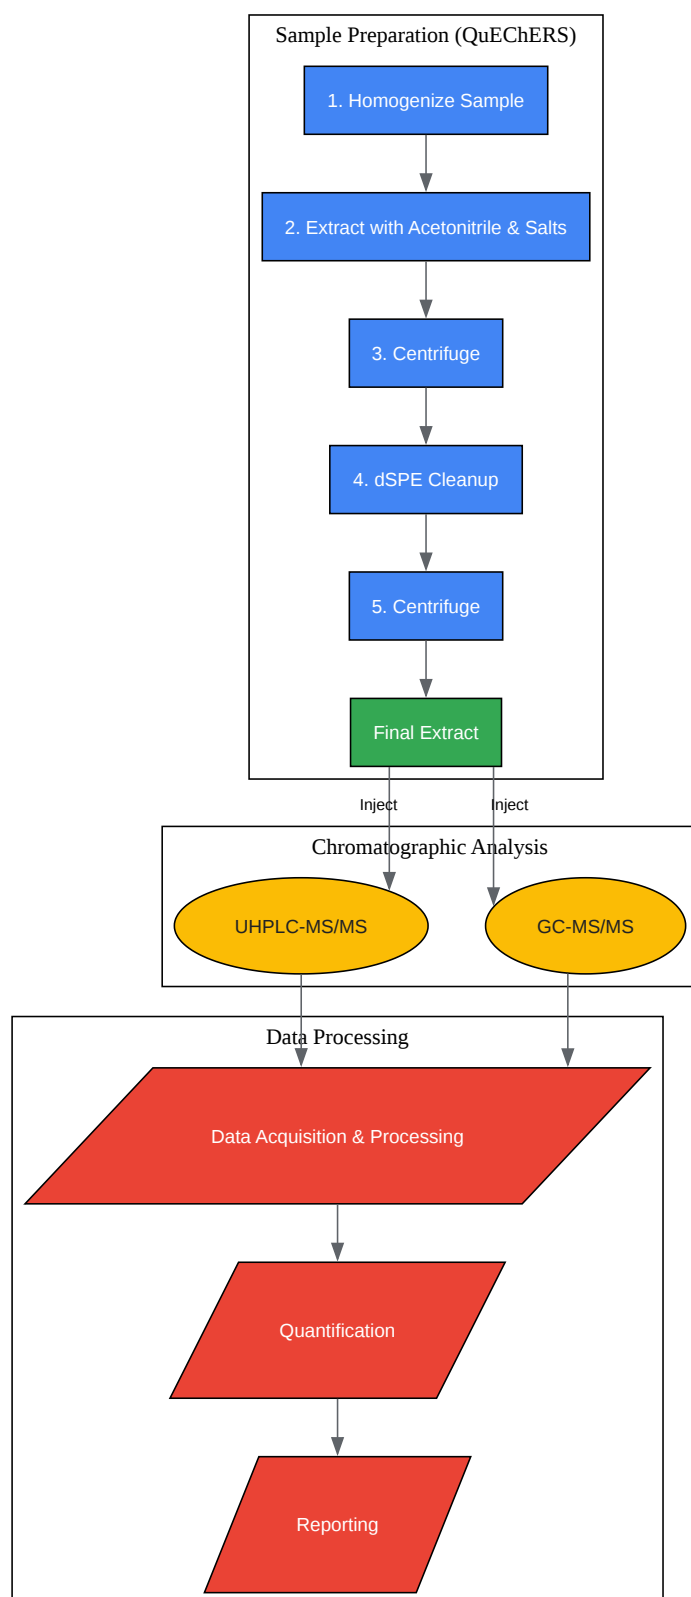 Sample Preparation (QuEChERS)
1. Homogenize Sample
2. Extract with Acetonitrile & Salts
3. Centrifuge
4. dSPE Cleanup
5. Centrifuge
Final Extract
Inject
Inject
Chromatographic Analysis
UHPLC-MS/MS
GC-MS/MS
Data Processing
Data Acquisition & Processing
Quantification
Reporting